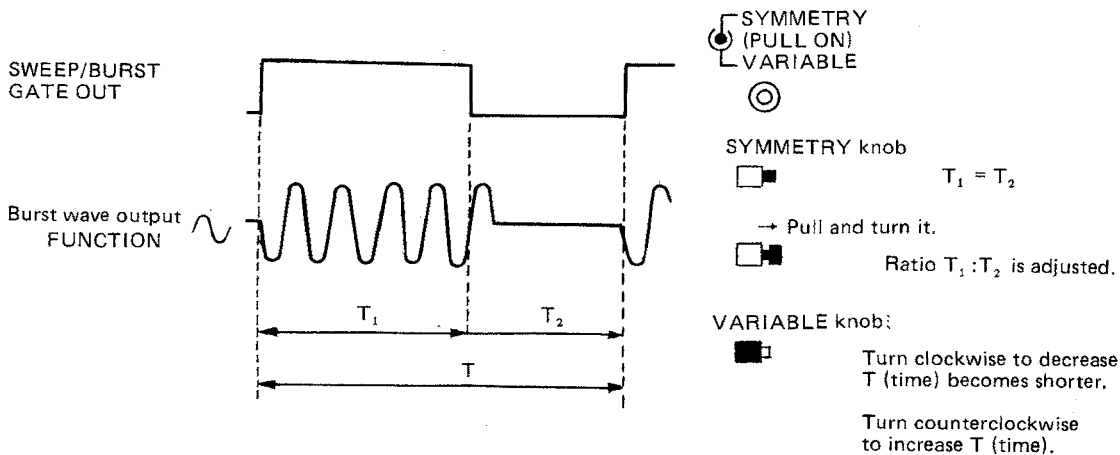 SWEEP/BURST
GATE OUT
Burst wave output
FUNCTION
T₁
T₂
T
SYMMETRY
(PULL ON)
VARIABLE
SYMMETRY knob
T₁ = T₂
→ Pull and turn it.
Ratio T₁ : T₂ is adjusted.
VARIABLE knob:
Turn clockwise to decrease
T (time) becomes shorter.
Turn counterclockwise
to increase T (time).